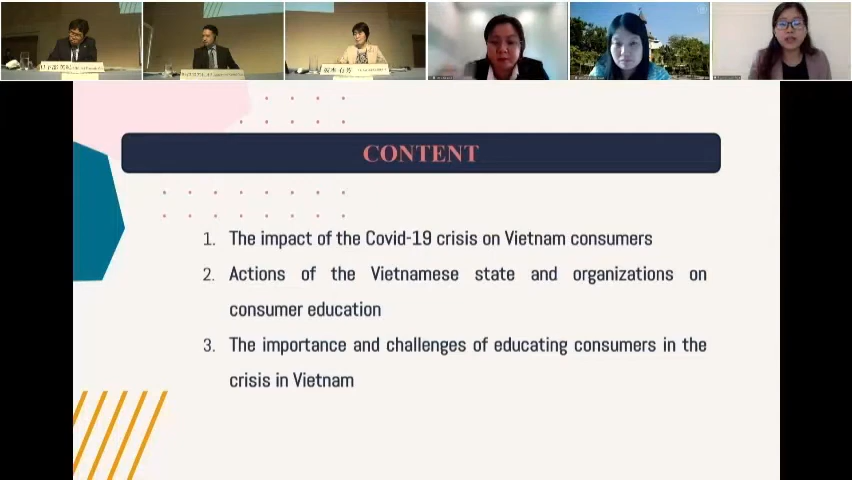 CONTENT
1. The impact of the Covid-19 crisis on Vietnam consumers
2. Actions of the Vietnamese state and organizations on
consumer education
3. The importance and challenges of educating consumers in the
crisis in Vietnam